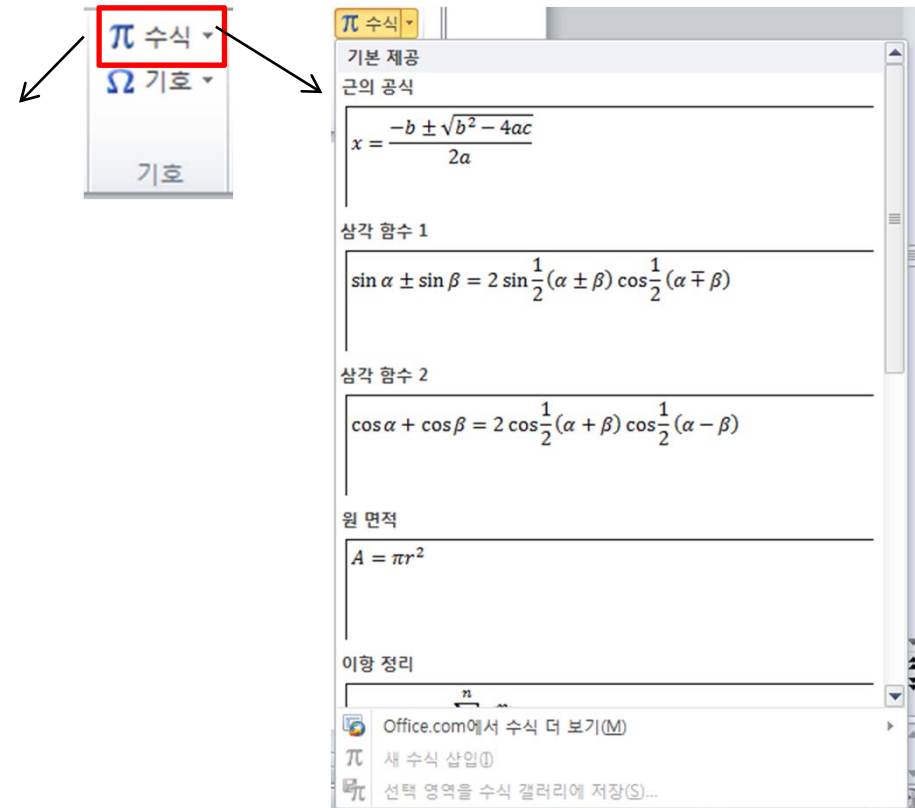 π 수식
Ω 기호
기호
π 수식
기본 제공
근의 공식
x = (-b ± √(b² - 4ac)) / 2a
삼각 함수 1
sin α ± sin β = 2 sin 1/2 (α ± β) cos 1/2 (α ∓ β)
삼각 함수 2
cos α + cos β = 2 cos 1/2 (α + β) cos 1/2 (α − β)
원 면적
A = πr²
이항 정리
n
Office.com에서 수식 더 보기(M)
π 새 수식 삽입(I)
선택 영역을 수식 갤러리에 저장(S)...